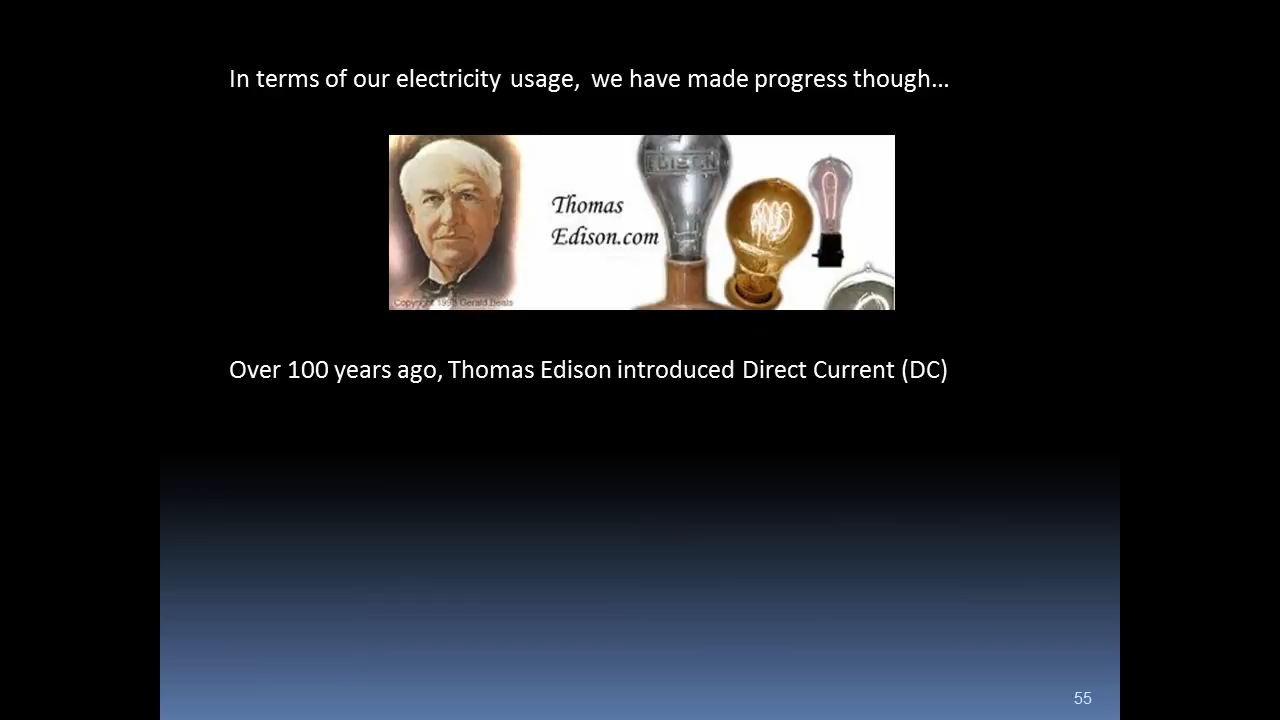 In terms of our electricity usage, we have made progress though…
EDISON
Thomas
Edison.com
Copyright 1998 Gerald Beals
Over 100 years ago, Thomas Edison introduced Direct Current (DC)
55